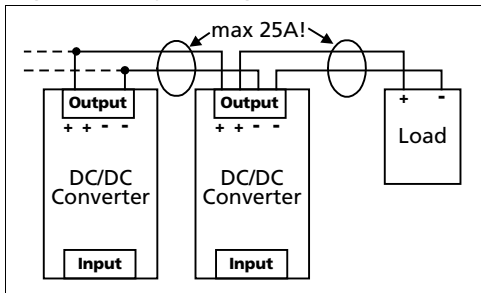 max 25A!
Output
+ + - -
DC/DC
Converter
Input
Output
+ + - -
DC/DC
Converter
Input
+ -
Load